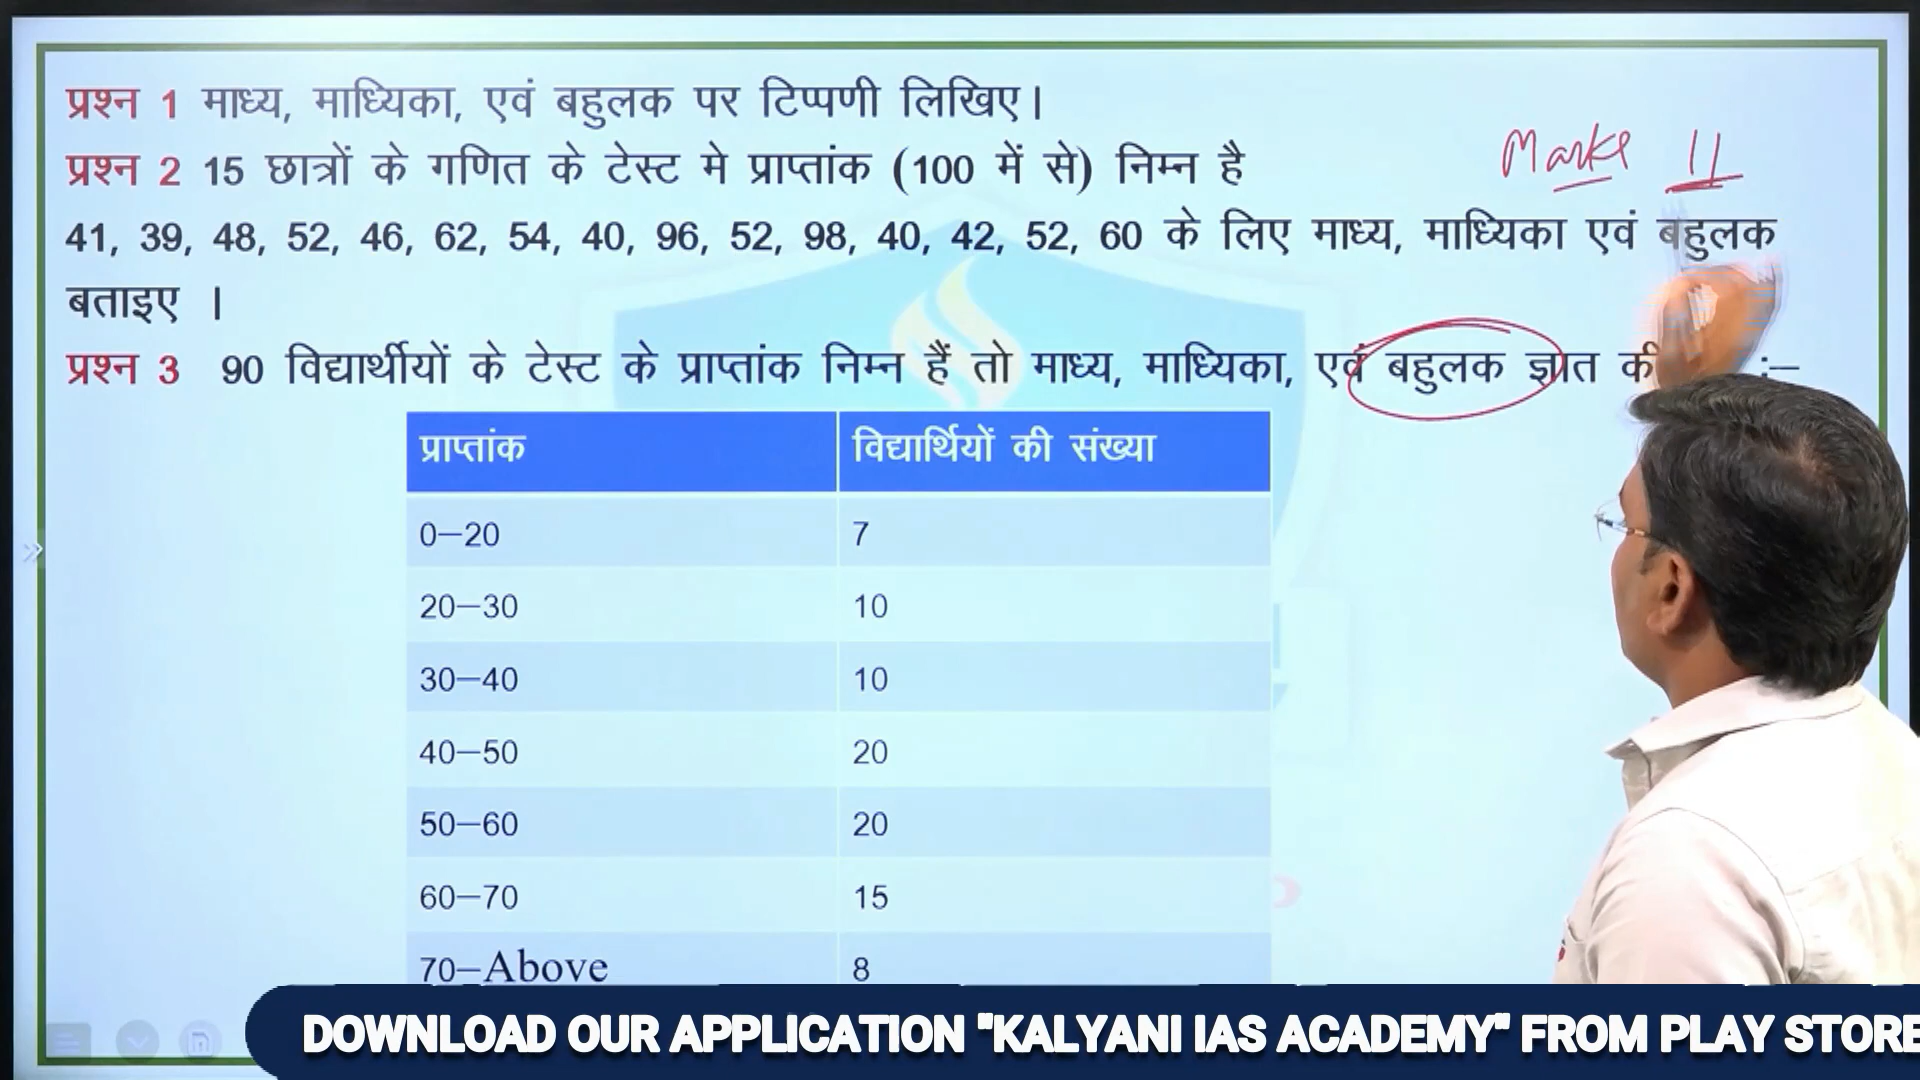 प्रश्न 1 माध्य, माध्यिका, एवं बहुलक पर टिप्पणी लिखिए।
प्रश्न 2 15 छात्रों के गणित के टेस्ट मे प्राप्तांक (100 में से) निम्न है
Marks 11
41, 39, 48, 52, 46, 62, 54, 40, 96, 52, 98, 40, 42, 52, 60 के लिए माध्य, माध्यिका एवं बहुलक
बताइए ।
प्रश्न 3 90 विद्यार्थीयों के टेस्ट के प्राप्तांक निम्न हैं तो माध्य, माध्यिका, एवं बहुलक ज्ञात :–
प्राप्तांक विद्यार्थियों की संख्या
0–20 7
20–30 10
30–40 10
40–50 20
50–60 20
60–70 15
70–Above 8
DOWNLOAD OUR APPLICATION "KALYANI IAS ACADEMY" FROM PLAY STORE